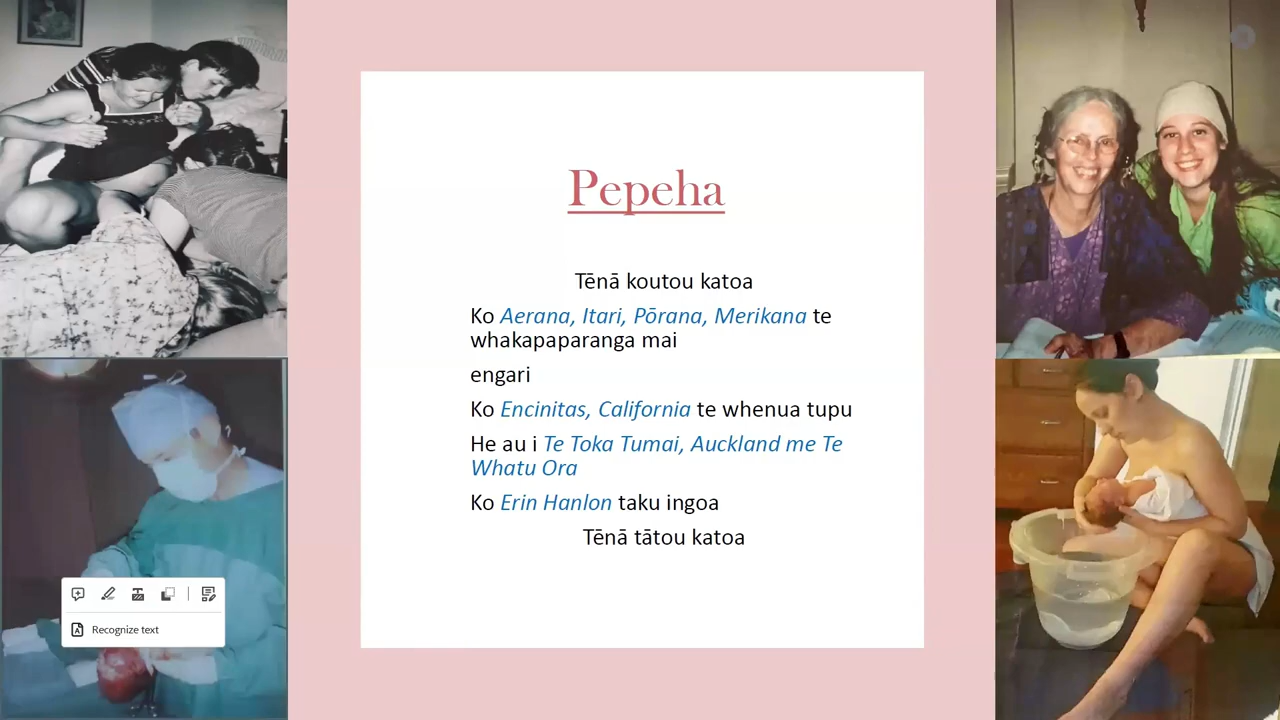 Pepeha
Tēnā koutou katoa
Ko Aerana, Itari, Pōrana, Merikana te
whakapaparanga mai
engari
Ko Encinitas, California te whenua tupu
He au i Te Toka Tumai, Auckland me Te
Whatu Ora
Ko Erin Hanlon taku ingoa
Tēnā tātou katoa
Recognize text